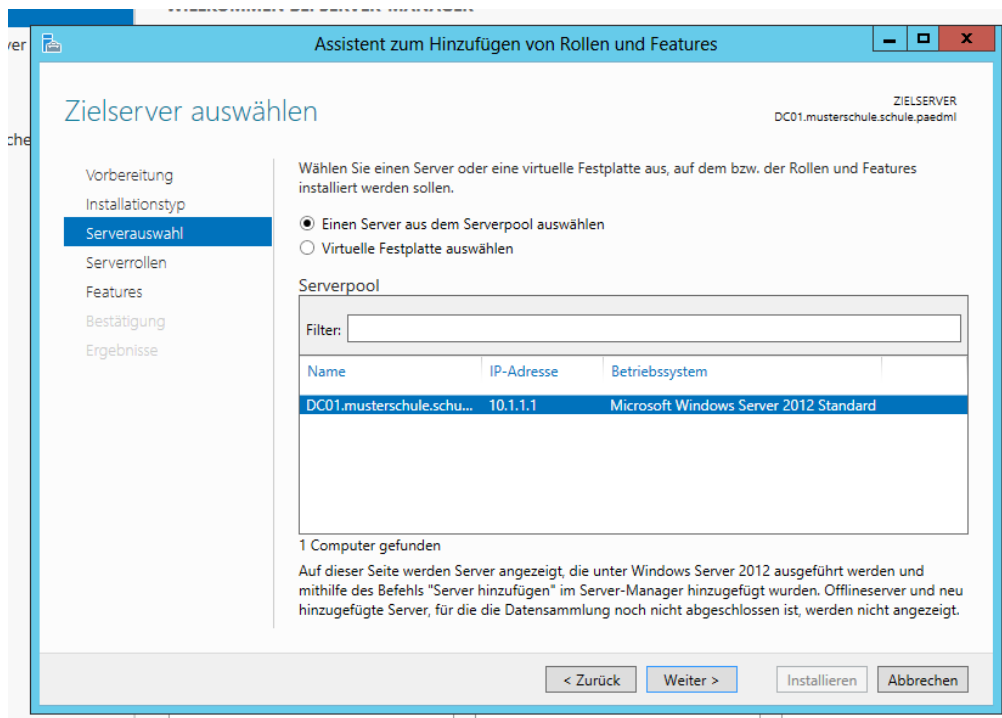 WILLKOMMEN BEI SERVER-MANAGER
Assistent zum Hinzufügen von Rollen und Features
Zielserver auswählen
ZIELSERVER
DC01.musterschule.schule.paedml
Vorbereitung
Installationstyp
Serverauswahl
Serverrollen
Features
Bestätigung
Ergebnisse
Wählen Sie einen Server oder eine virtuelle Festplatte aus, auf dem bzw. der Rollen und Features
installiert werden sollen.
Einen Server aus dem Serverpool auswählen
Virtuelle Festplatte auswählen
Serverpool
Filter:
Name IP-Adresse Betriebssystem
DC01.musterschule.schu... 10.1.1.1 Microsoft Windows Server 2012 Standard
1 Computer gefunden
Auf dieser Seite werden Server angezeigt, die unter Windows Server 2012 ausgeführt werden und
mithilfe des Befehls "Server hinzufügen" im Server-Manager hinzugefügt wurden. Offlineserver und neu
hinzugefügte Server, für die die Datensammlung noch nicht abgeschlossen ist, werden nicht angezeigt.
< Zurück Weiter > Installieren Abbrechen